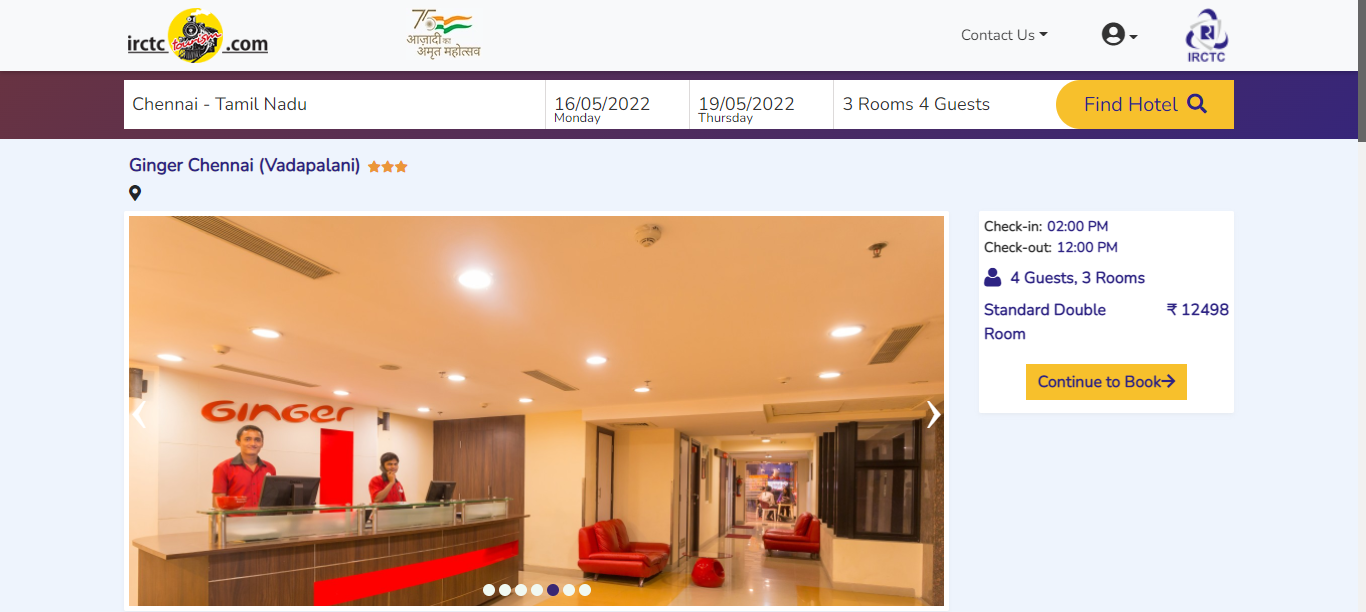 irctc tourism .com
75
आज़ादी का
अमृत महोत्सव
Contact Us
IRCTC
Chennai - Tamil Nadu
16/05/2022
Monday
19/05/2022
Thursday
3 Rooms 4 Guests
Find Hotel
Ginger Chennai (Vadapalani)
Check-in: 02:00 PM
Check-out: 12:00 PM
4 Guests, 3 Rooms
Standard Double
Room
₹ 12498
Continue to Book
GINGER